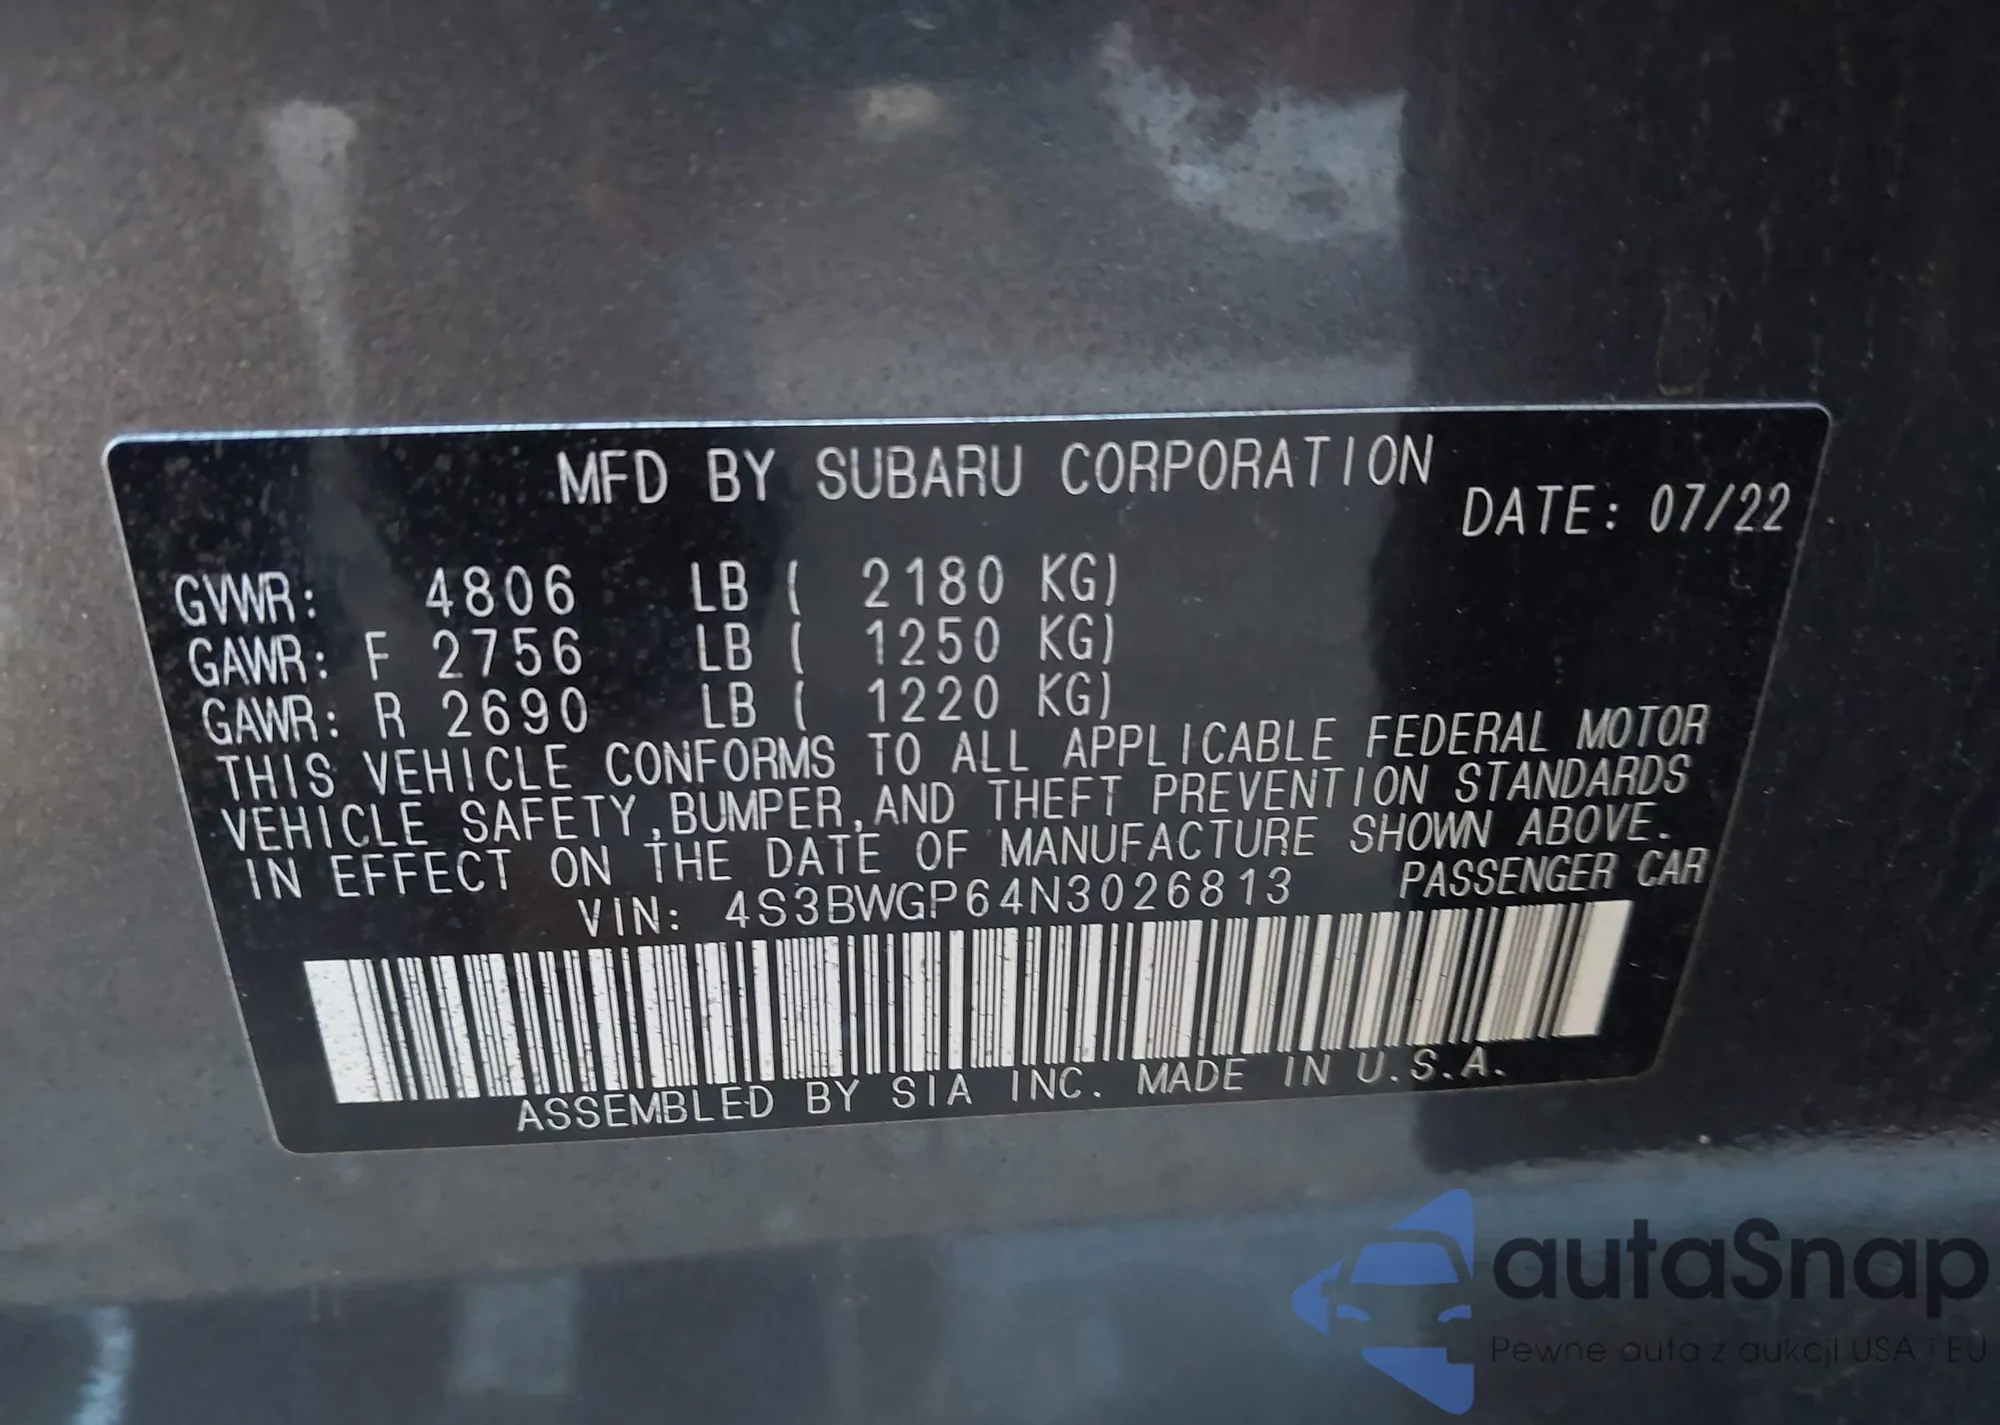 MFD BY SUBARU CORPORATION
DATE: 07/22
GVWR: 4806 LB ( 2180 KG)
GAWR: F 2756 LB ( 1250 KG)
GAWR: R 2690 LB ( 1220 KG)
THIS VEHICLE CONFORMS TO ALL APPLICABLE FEDERAL MOTOR
VEHICLE SAFETY,BUMPER,AND THEFT PREVENTION STANDARDS
IN EFFECT ON THE DATE OF MANUFACTURE SHOWN ABOVE.
VIN: 4S3BWGP64N3026813 PASSENGER CAR
ASSEMBLED BY SIA INC. MADE IN U.S.A.
autaSnap
Pewne auta z aukcji USA i EU